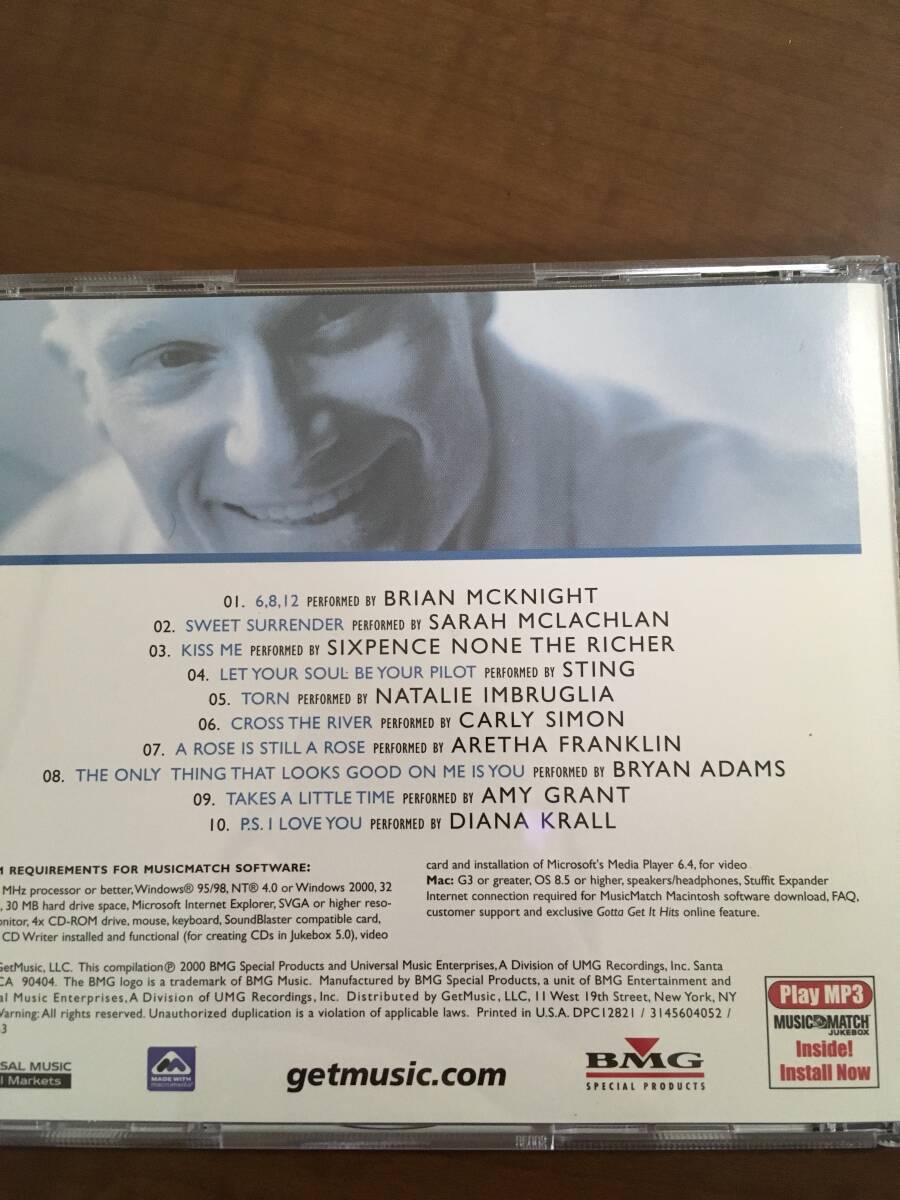 01. 6,8,12 PERFORMED BY BRIAN MCKNIGHT
02. SWEET SURRENDER PERFORMED BY SARAH MCLACHLAN
03. KISS ME PERFORMED BY SIXPENCE NONE THE RICHER
04. LET YOUR SOUL BE YOUR PILOT PERFORMED BY STING
05. TORN PERFORMED BY NATALIE IMBRUGLIA
06. CROSS THE RIVER PERFORMED BY CARLY SIMON
07. A ROSE IS STILL A ROSE PERFORMED BY ARETHA FRANKLIN
08. THE ONLY THING THAT LOOKS GOOD ON ME IS YOU PERFORMED BY BRYAN ADAMS
09. TAKES A LITTLE TIME PERFORMED BY AMY GRANT
10. P.S. I LOVE YOU PERFORMED BY DIANA KRALL
M REQUIREMENTS FOR MUSICMATCH SOFTWARE:
MHz processor or better, Windows® 95/98, NT® 4.0 or Windows 2000, 32
, 30 MB hard drive space, Microsoft Internet Explorer, SVGA or higher reso-
onitor, 4x CD-ROM drive, mouse, keyboard, SoundBlaster compatible card,
CD Writer installed and functional (for creating CDs in Jukebox 5.0), video
card and installation of Microsoft's Media Player 6.4, for video
Mac: G3 or greater, OS 8.5 or higher, speakers/headphones, Stuffit Expander
Internet connection required for MusicMatch Macintosh software download, FAQ,
customer support and exclusive Gotta Get It Hits online feature.
GetMusic, LLC. This compilation ℗ 2000 BMG Special Products and Universal Music Enterprises, A Division of UMG Recordings, Inc. Santa
CA 90404. The BMG logo is a trademark of BMG Music. Manufactured by BMG Special Products, a unit of BMG Entertainment and
al Music Enterprises, A Division of UMG Recordings, Inc. Distributed by GetMusic, LLC, 11 West 19th Street, New York, NY
Warning: All rights reserved. Unauthorized duplication is a violation of applicable laws. Printed in U.S.A. DPC12821 / 3145604052 /
3
SAL MUSIC
l Markets
MADE WITH
macromedia
getmusic.com
BMG
SPECIAL PRODUCTS
Play MP3
MUSICMATCH
JUKEBOX
Inside!
Install Now